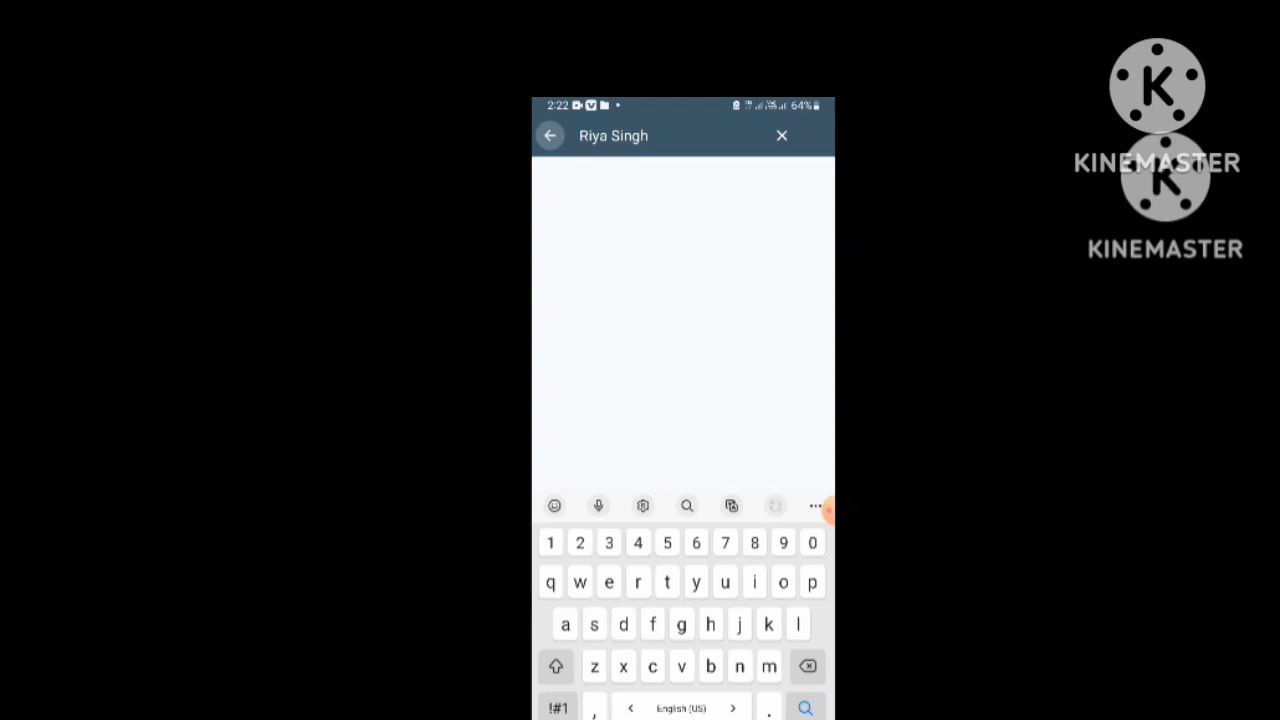 2:22 64%
Riya Singh
KINEMASTER
KINEMASTER
1 2 3 4 5 6 7 8 9 0
q w e r t y u i o p
a s d f g h j k l
z x c v b n m
!#1 , English (US) .